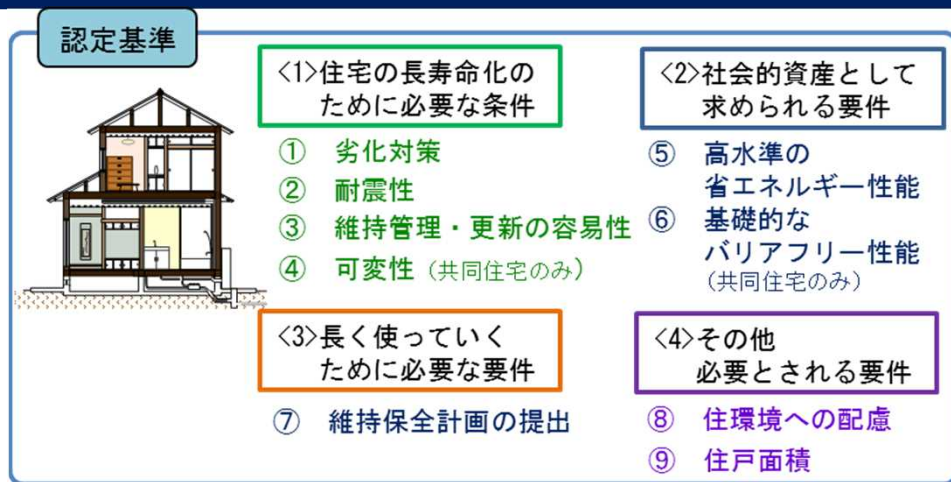 認定基準
<1>住宅の長寿命化の
ために必要な条件
① 劣化対策
② 耐震性
③ 維持管理・更新の容易性
④ 可変性（共同住宅のみ）
<2>社会的資産として
求められる要件
⑤ 高水準の
省エネルギー性能
⑥ 基礎的な
バリアフリー性能
（共同住宅のみ）
<3>長く使っていく
ために必要な要件
⑦ 維持保全計画の提出
<4>その他
必要とされる要件
⑧ 住環境への配慮
⑨ 住戸面積